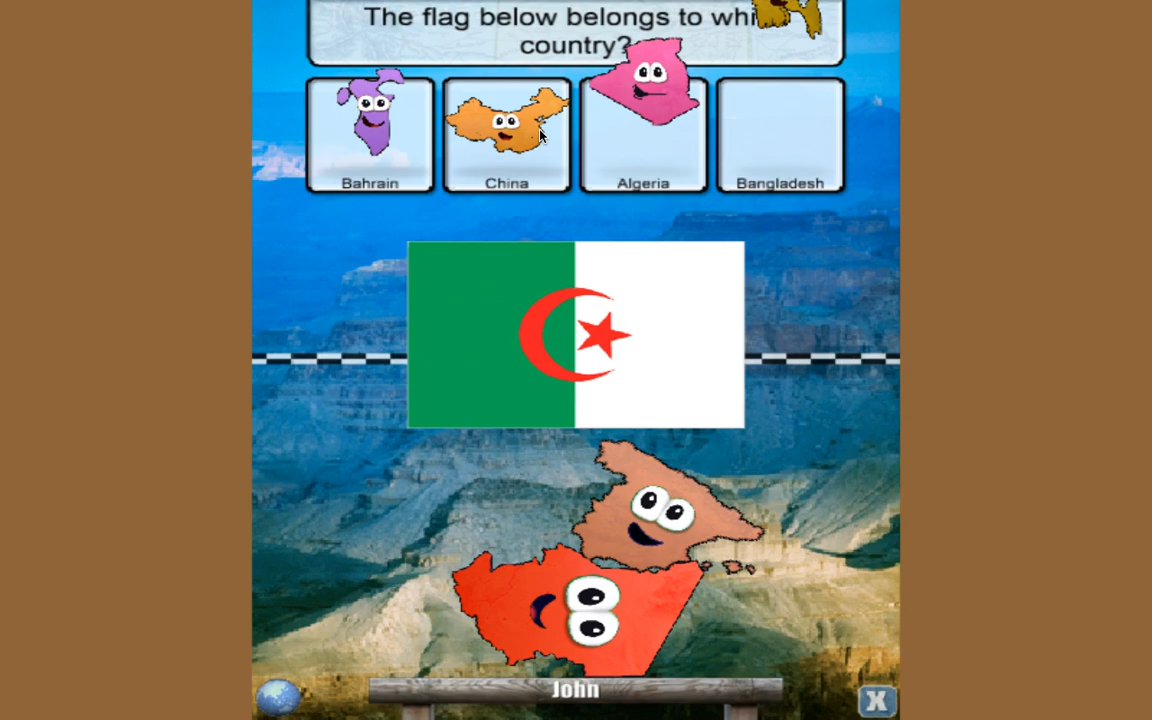 The flag below belongs to whi
country?
Bahrain
China
Algeria
Bangladesh
John
X